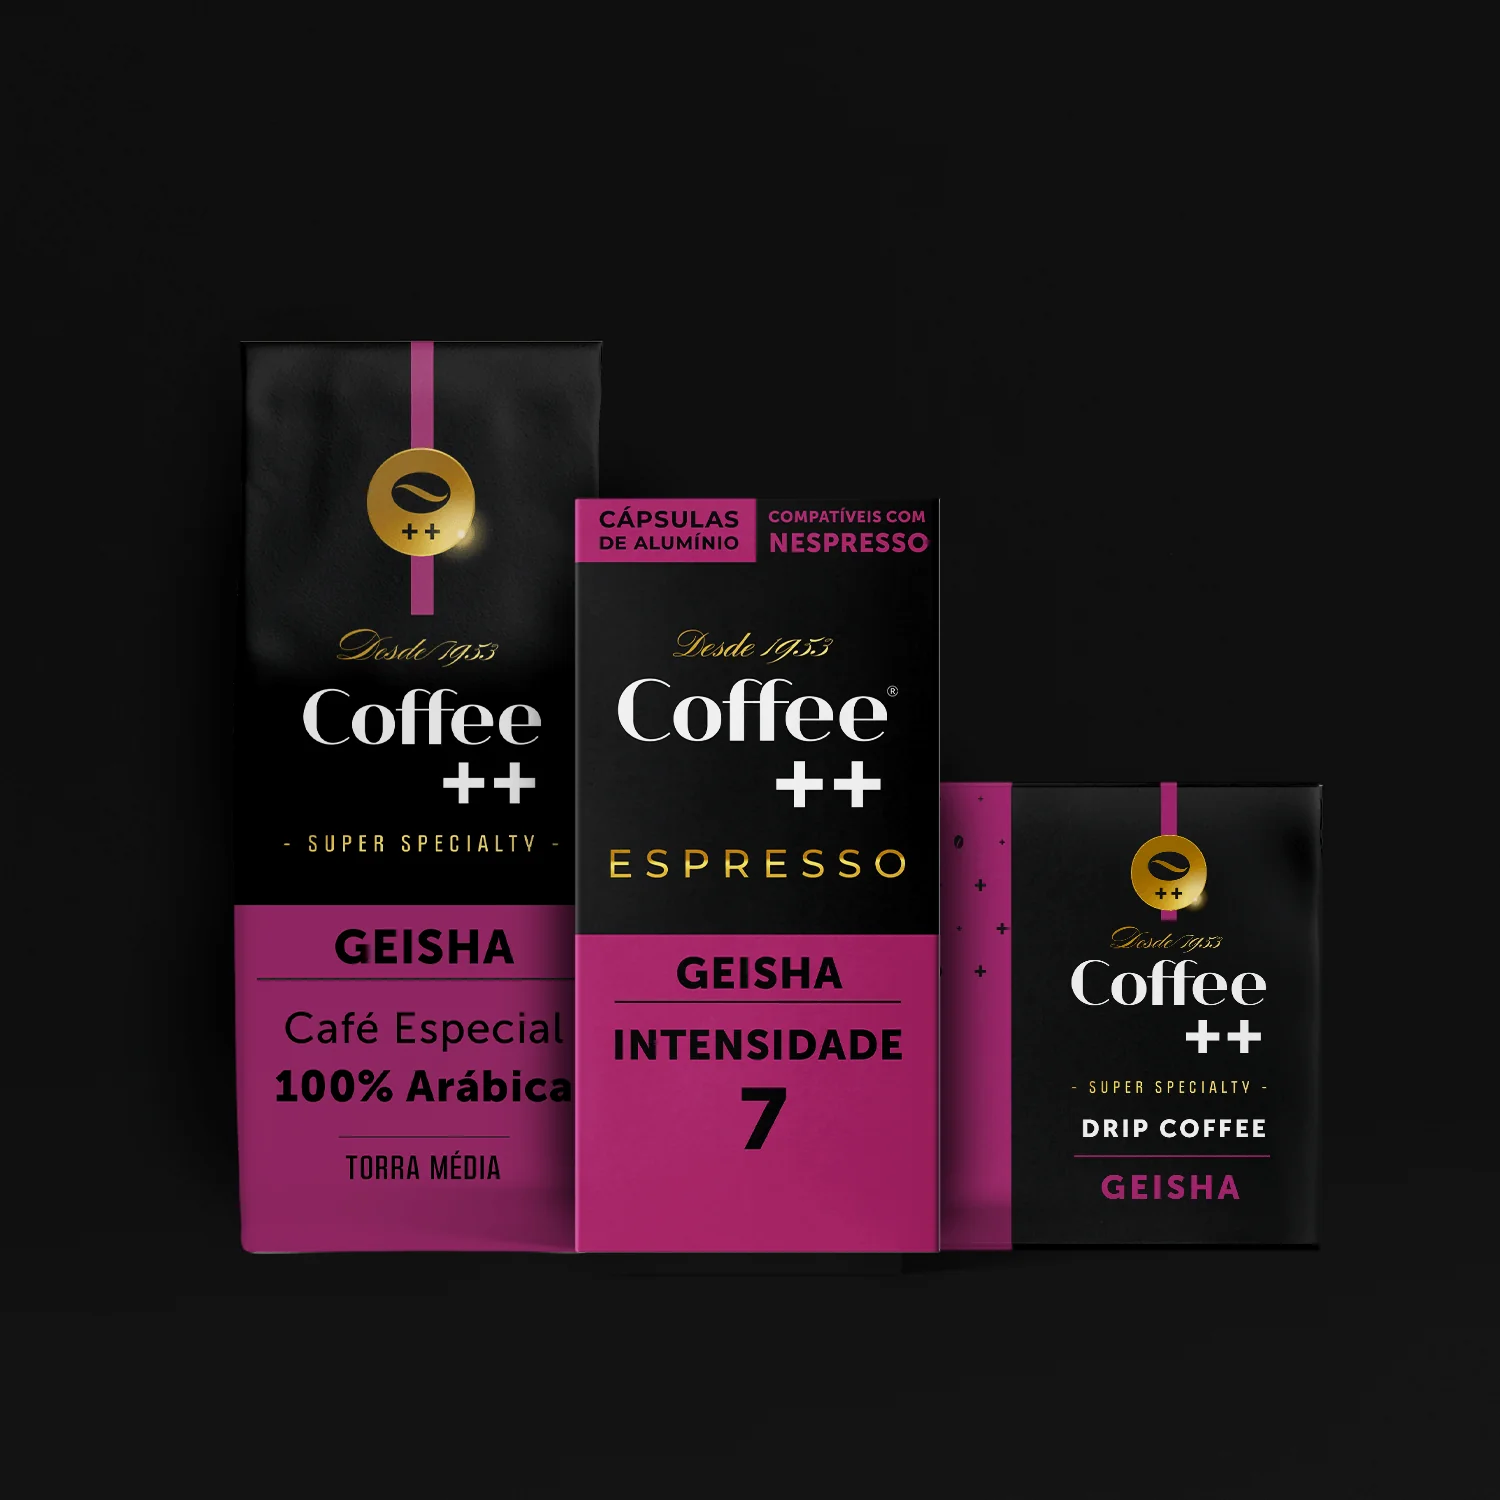 ++
Desde 1953
Coffee
++
- SUPER SPECIALTY -
GEISHA
Café Especial
100% Arábica
TORRA MÉDIA
CÁPSULAS
DE ALUMÍNIO
COMPATÍVEIS COM
NESPRESSO
Desde 1953
Coffee®
++
ESPRESSO
GEISHA
INTENSIDADE
7
++
Desde 1953
Coffee
++
- SUPER SPECIALTY -
DRIP COFFEE
GEISHA